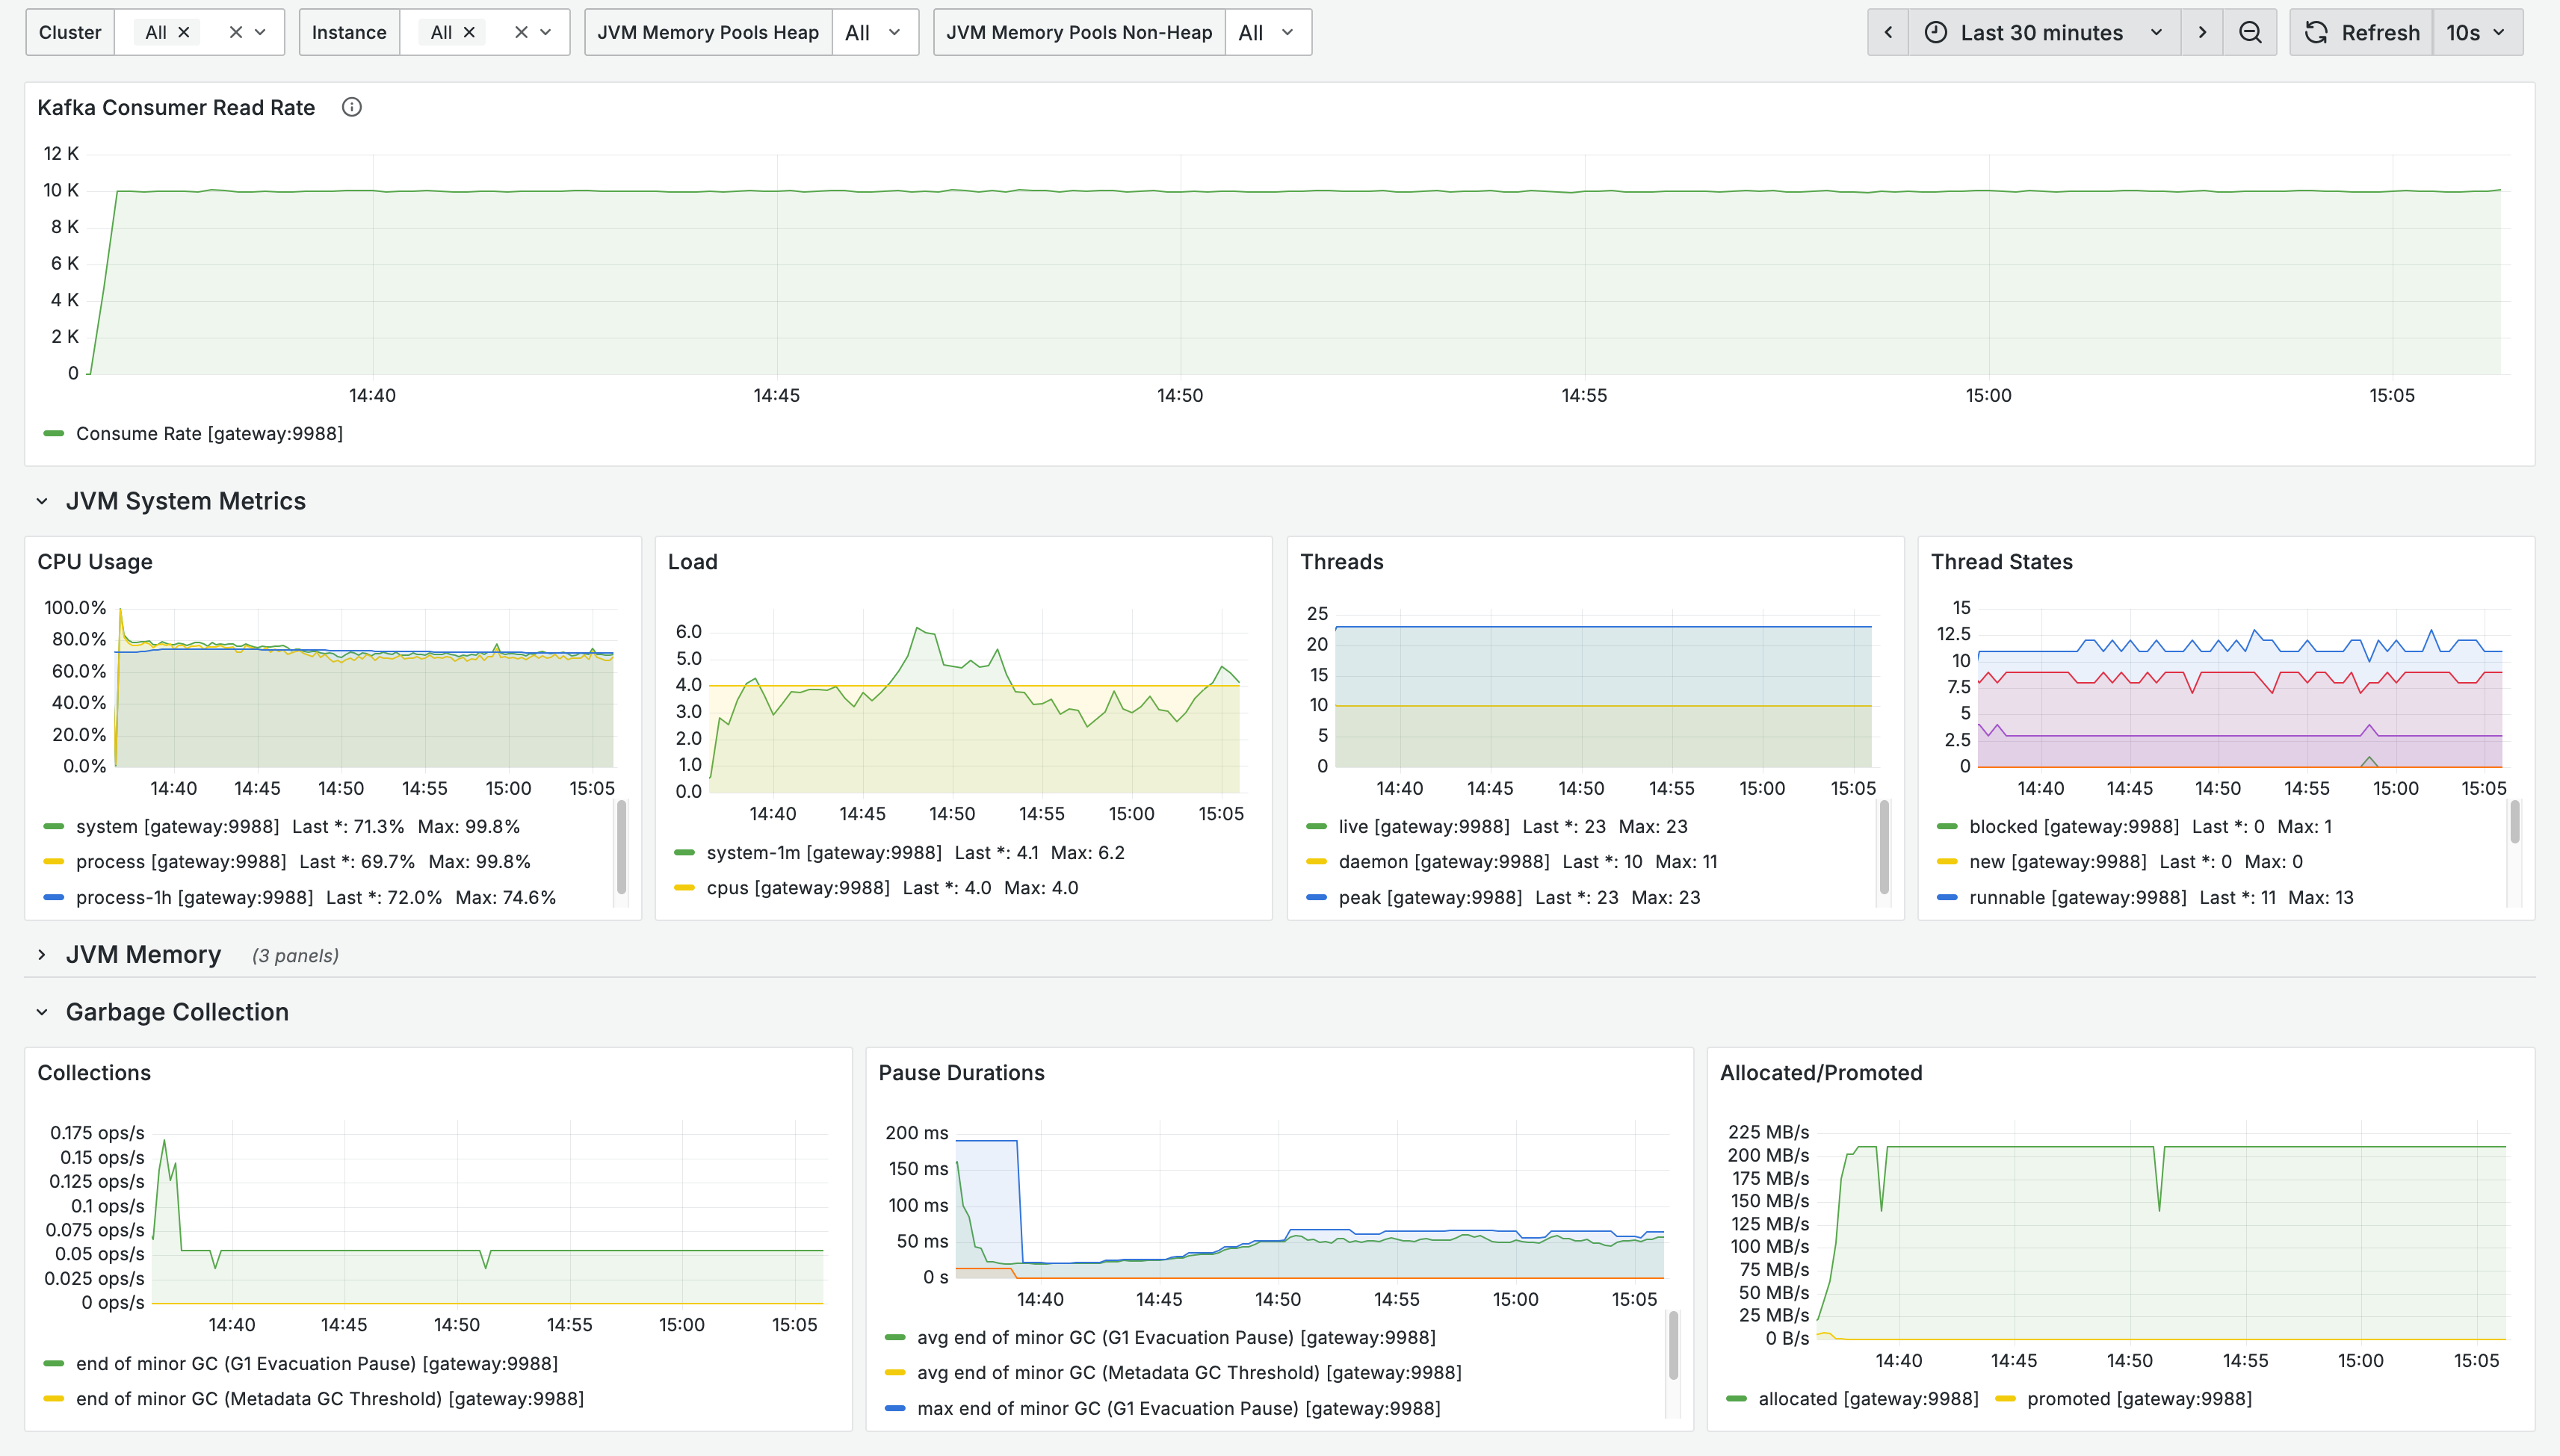 Cluster All Instance All JVM Memory Pools Heap All JVM Memory Pools Non-Heap All Last 30 minutes Refresh 10s
Kafka Consumer Read Rate
12 K
10 K
8 K
6 K
4 K
2 K
0
14:40 14:45 14:50 14:55 15:00 15:05
Consume Rate [gateway:9988]
JVM System Metrics
CPU Usage
100.0%
80.0%
60.0%
40.0%
20.0%
0.0%
14:40 14:45 14:50 14:55 15:00 15:05
system [gateway:9988] Last *: 71.3% Max: 99.8%
process [gateway:9988] Last *: 69.7% Max: 99.8%
process-1h [gateway:9988] Last *: 72.0% Max: 74.6%
Load
6.0
5.0
4.0
3.0
2.0
1.0
0.0
14:40 14:45 14:50 14:55 15:00 15:05
system-1m [gateway:9988] Last *: 4.1 Max: 6.2
cpus [gateway:9988] Last *: 4.0 Max: 4.0
Threads
25
20
15
10
5
0
14:40 14:45 14:50 14:55 15:00 15:05
live [gateway:9988] Last *: 23 Max: 23
daemon [gateway:9988] Last *: 10 Max: 11
peak [gateway:9988] Last *: 23 Max: 23
Thread States
15
12.5
10
7.5
5
2.5
0
14:40 14:45 14:50 14:55 15:00 15:05
blocked [gateway:9988] Last *: 0 Max: 1
new [gateway:9988] Last *: 0 Max: 0
runnable [gateway:9988] Last *: 11 Max: 13
JVM Memory (3 panels)
Garbage Collection
Collections
0.175 ops/s
0.15 ops/s
0.125 ops/s
0.1 ops/s
0.075 ops/s
0.05 ops/s
0.025 ops/s
0 ops/s
14:40 14:45 14:50 14:55 15:00 15:05
end of minor GC (G1 Evacuation Pause) [gateway:9988]
end of minor GC (Metadata GC Threshold) [gateway:9988]
Pause Durations
200 ms
150 ms
100 ms
50 ms
0 s
14:40 14:45 14:50 14:55 15:00 15:05
avg end of minor GC (G1 Evacuation Pause) [gateway:9988]
avg end of minor GC (Metadata GC Threshold) [gateway:9988]
max end of minor GC (G1 Evacuation Pause) [gateway:9988]
Allocated/Promoted
225 MB/s
200 MB/s
175 MB/s
150 MB/s
125 MB/s
100 MB/s
75 MB/s
50 MB/s
25 MB/s
0 B/s
14:40 14:45 14:50 14:55 15:00 15:05
allocated [gateway:9988] promoted [gateway:9988]